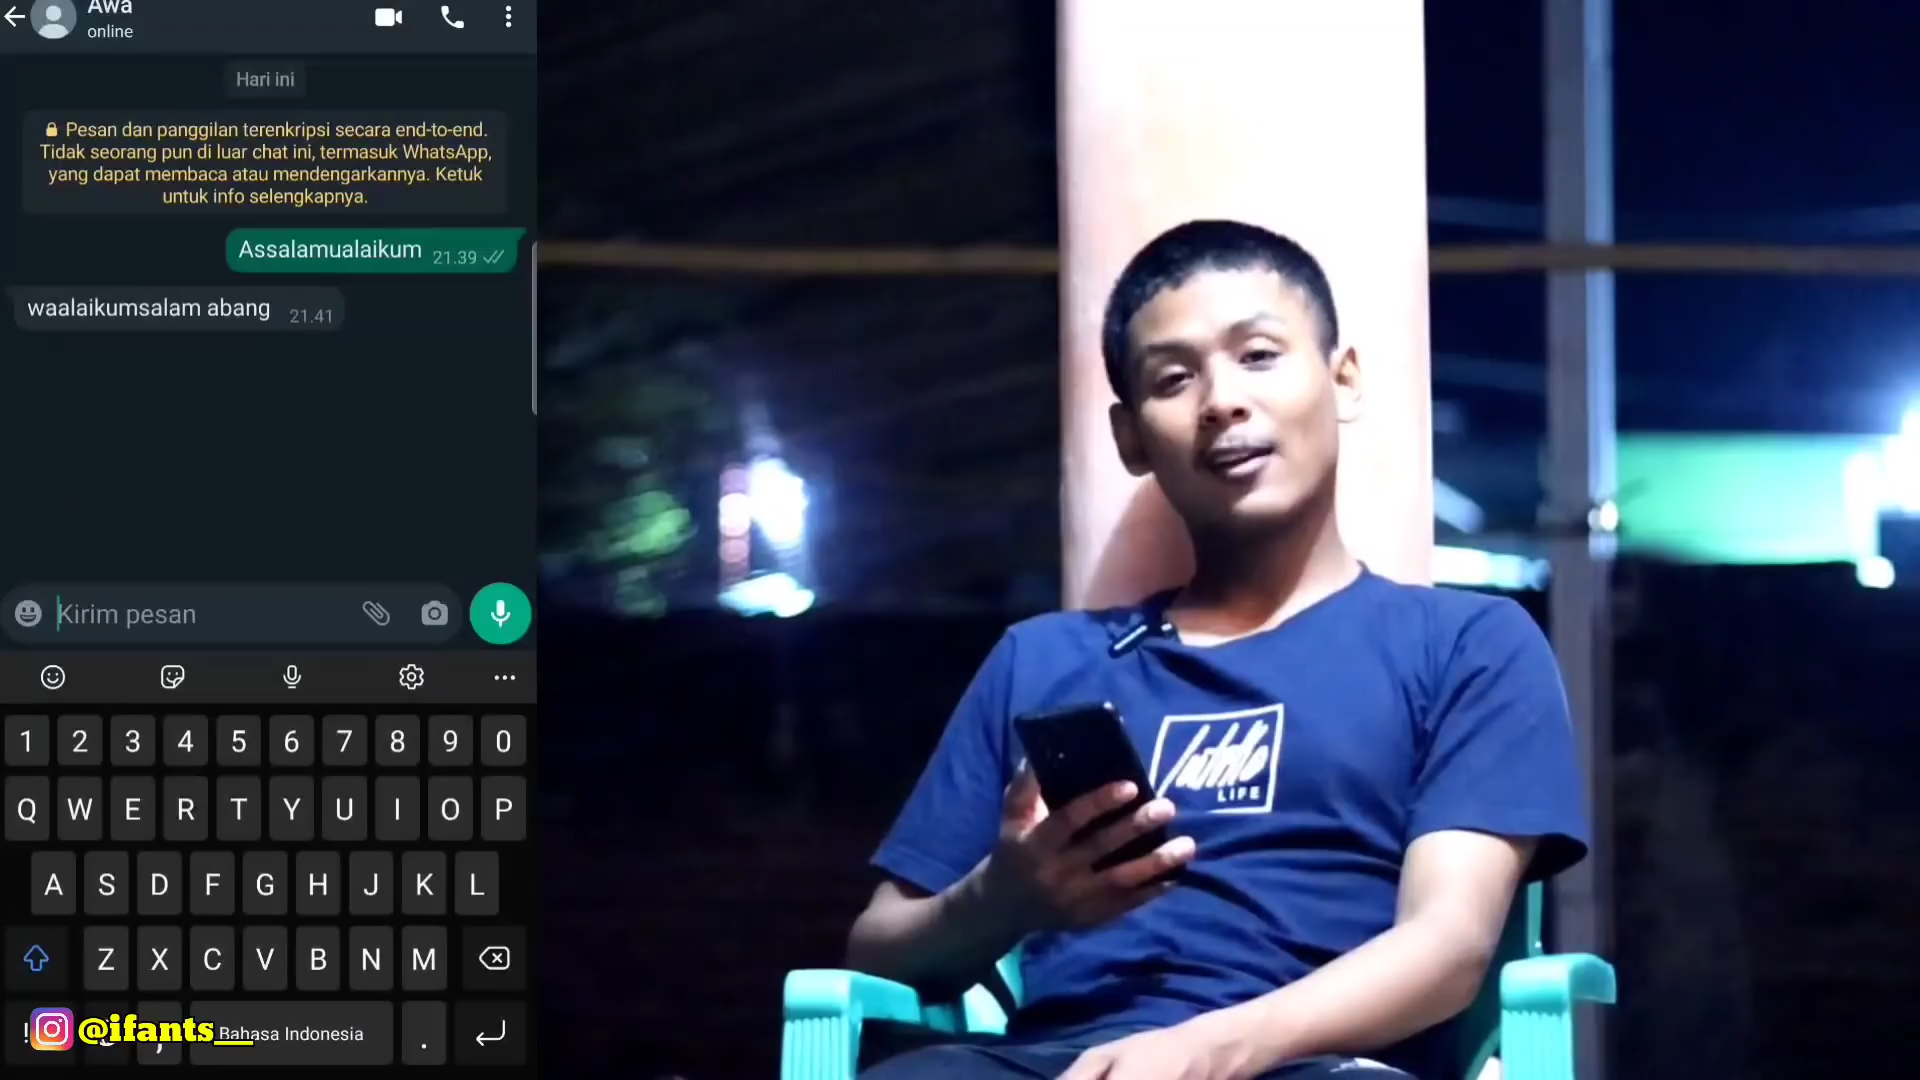 Awa
online
Hari ini
Pesan dan panggilan terenkripsi secara end-to-end.
Tidak seorang pun di luar chat ini, termasuk WhatsApp,
yang dapat membaca atau mendengarkannya. Ketuk
untuk info selengkapnya.
Assalamualaikum 21.39
waalaikumsalam abang 21.41
Kirim pesan
1 2 3 4 5 6 7 8 9 0
Q W E R T Y U I O P
A S D F G H J K L
Z X C V B N M
@ifants__
Bahasa Indonesia .
LIFE